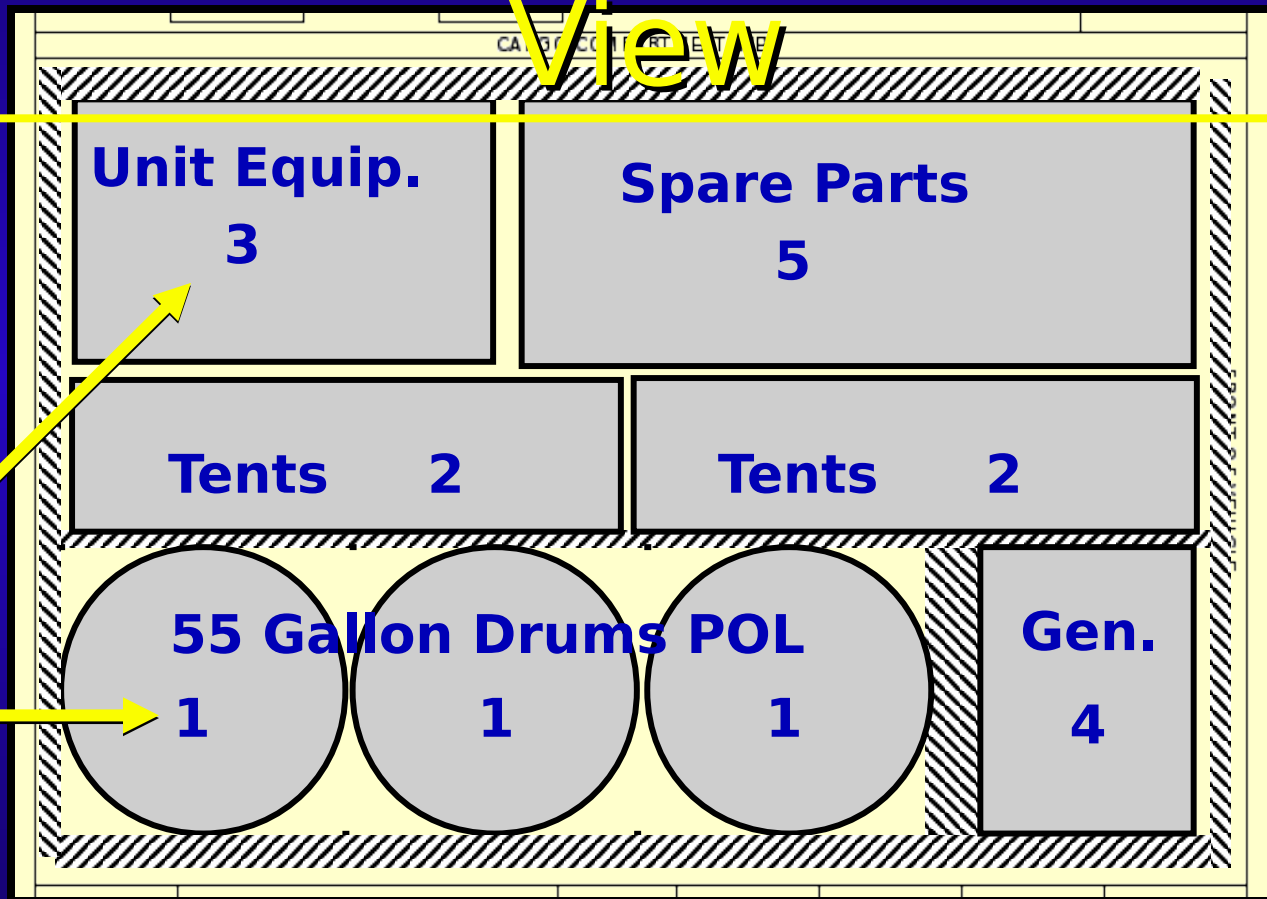 View
Unit Equip.
3
Spare Parts
5
Tents 2
Tents 2
55 Gallon Drums POL
1 1 1
Gen.
4